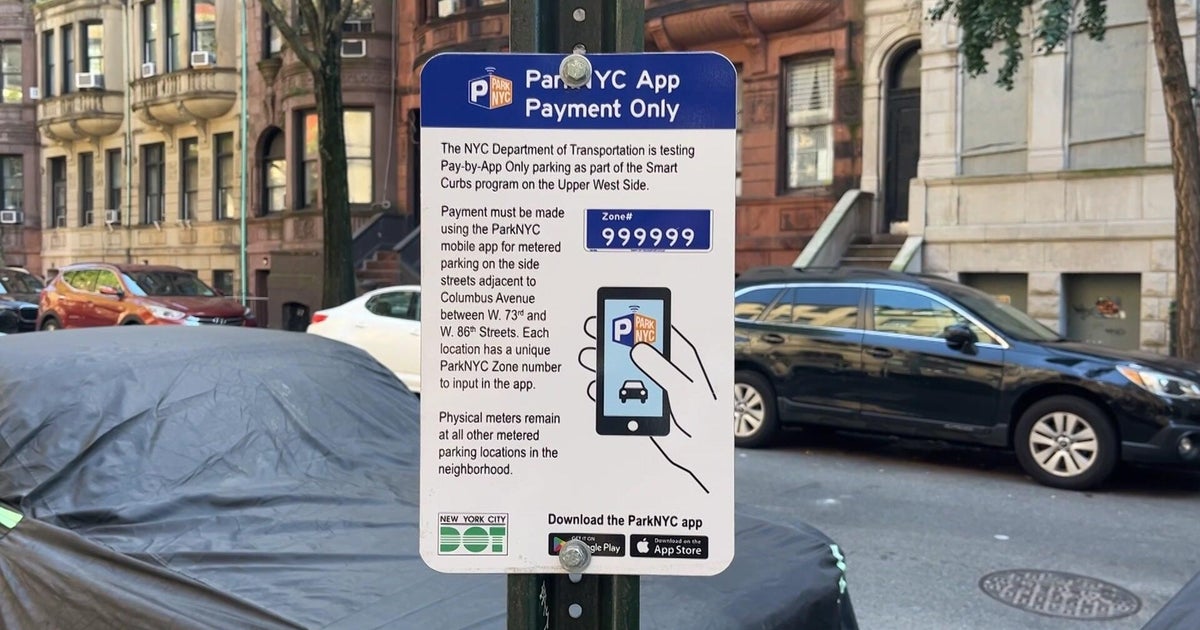 P PARK NYC
ParkNYC App
Payment Only
The NYC Department of Transportation is testing
Pay-by-App Only parking as part of the Smart
Curbs program on the Upper West Side.
Payment must be made
using the ParkNYC
mobile app for metered
parking on the side
streets adjacent to
Columbus Avenue
between W. 73rd and
W. 86th Streets. Each
location has a unique
ParkNYC Zone number
to input in the app.
Zone#
999999
P PARK NYC
Physical meters remain
at all other metered
parking locations in the
neighborhood.
NEW YORK CITY
DOT
Download the ParkNYC app
GET IT ON
Google Play
Download on the
App Store